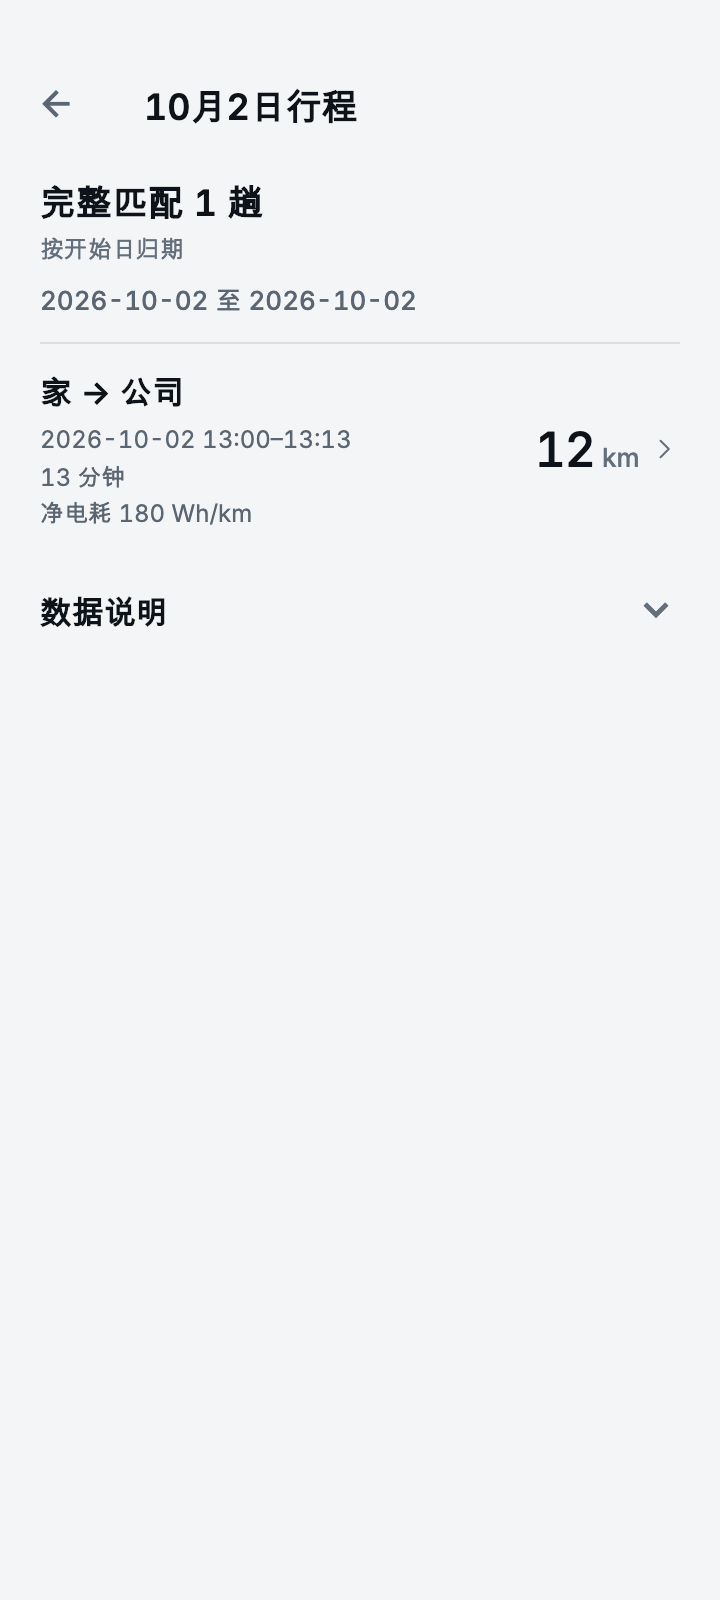 10月2日行程
完整匹配 1 趟
按开始日归期
2026-10-02 至 2026-10-02
家 → 公司
2026-10-02 13:00–13:13
13 分钟
净电耗 180 Wh/km
12 km
数据说明